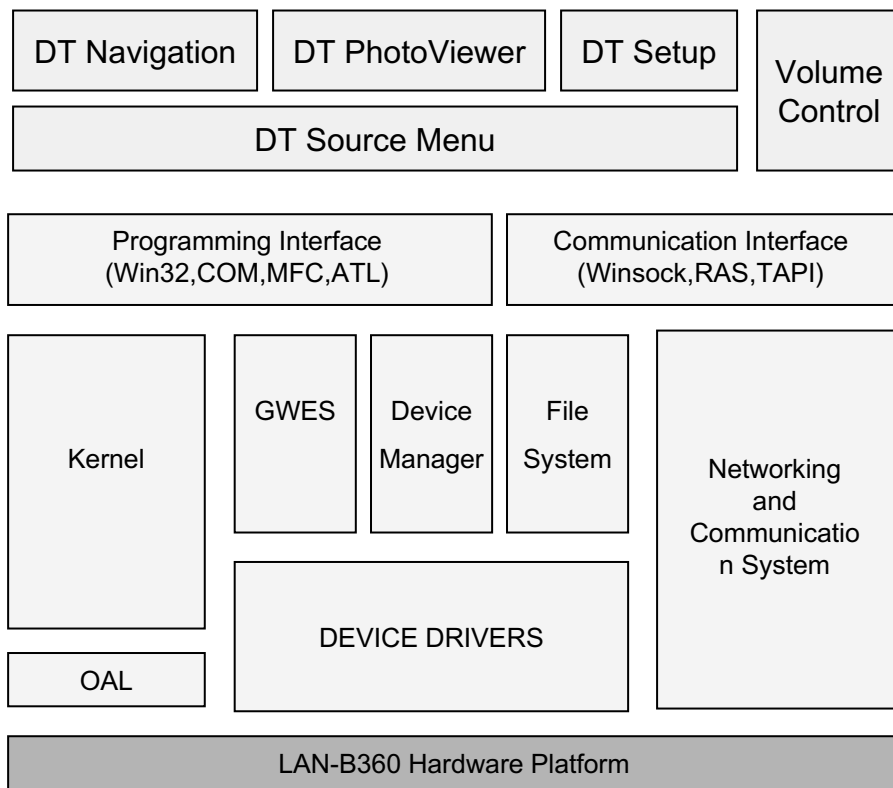 DT Navigation
DT PhotoViewer
DT Setup
Volume
Control
DT Source Menu
Programming Interface
(Win32,COM,MFC,ATL)
Communication Interface
(Winsock,RAS,TAPI)
Kernel
GWES
Device
Manager
File
System
Networking
and
Communicatio
n System
DEVICE DRIVERS
OAL
LAN-B360 Hardware Platform